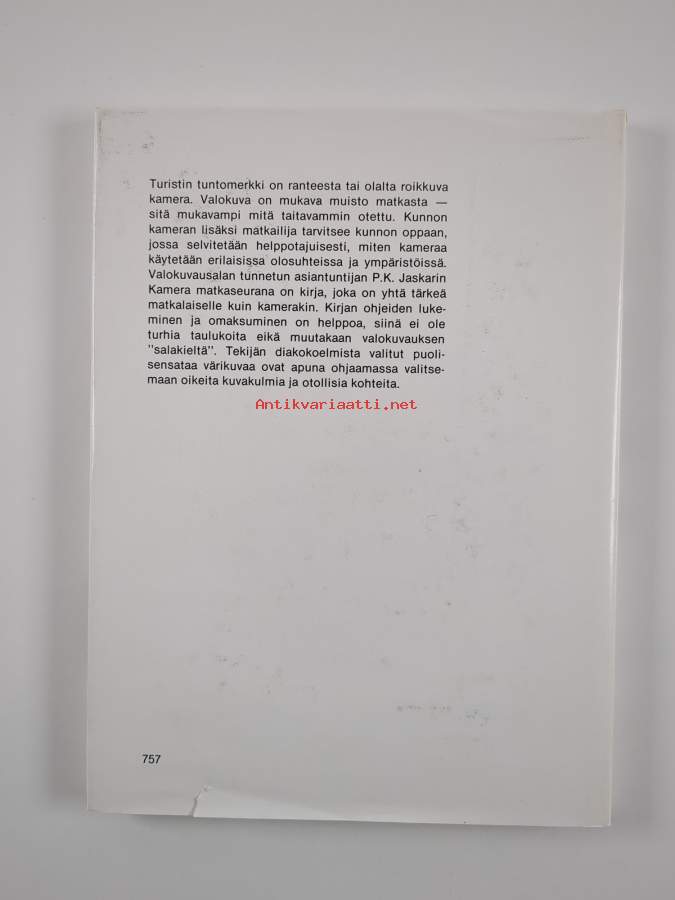 Turistin tuntomerkki on ranteesta tai olalta roikkuva
kamera. Valokuva on mukava muisto matkasta —
sitä mukavampi mitä taitavammin otettu. Kunnon
kameran lisäksi matkailija tarvitsee kunnon oppaan,
jossa selvitetään helppotajuisesti, miten kameraa
käytetään erilaisissa olosuhteissa ja ympäristöissä.
Valokuvausalan tunnetun asiantuntijan P.K. Jaskarin
Kamera matkaseurana on kirja, joka on yhtä tärkeä
matkalaiselle kuin kamerakin. Kirjan ohjeiden luke-
minen ja omaksuminen on helppoa, siinä ei ole
turhia taulukoita eikä muutakaan valokuvauksen
"salakieltä". Tekijän diakokoelmista valitut puoli-
sensataa värikuvaa ovat apuna ohjaamassa valitse-
maan oikeita kuvakulmia ja otollisia kohteita.
Antikvariaatti.net
757